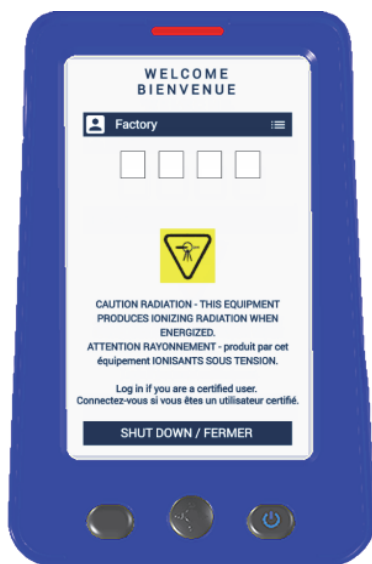 WELCOME
BIENVENUE
Factory
CAUTION RADIATION - THIS EQUIPMENT
PRODUCES IONIZING RADIATION WHEN
ENERGIZED.
ATTENTION RAYONNEMENT - produit par cet
équipement IONISANTS SOUS TENSION.
Log in if you are a certified user.
Connectez-vous si vous êtes un utilisateur certifié.
SHUT DOWN / FERMER